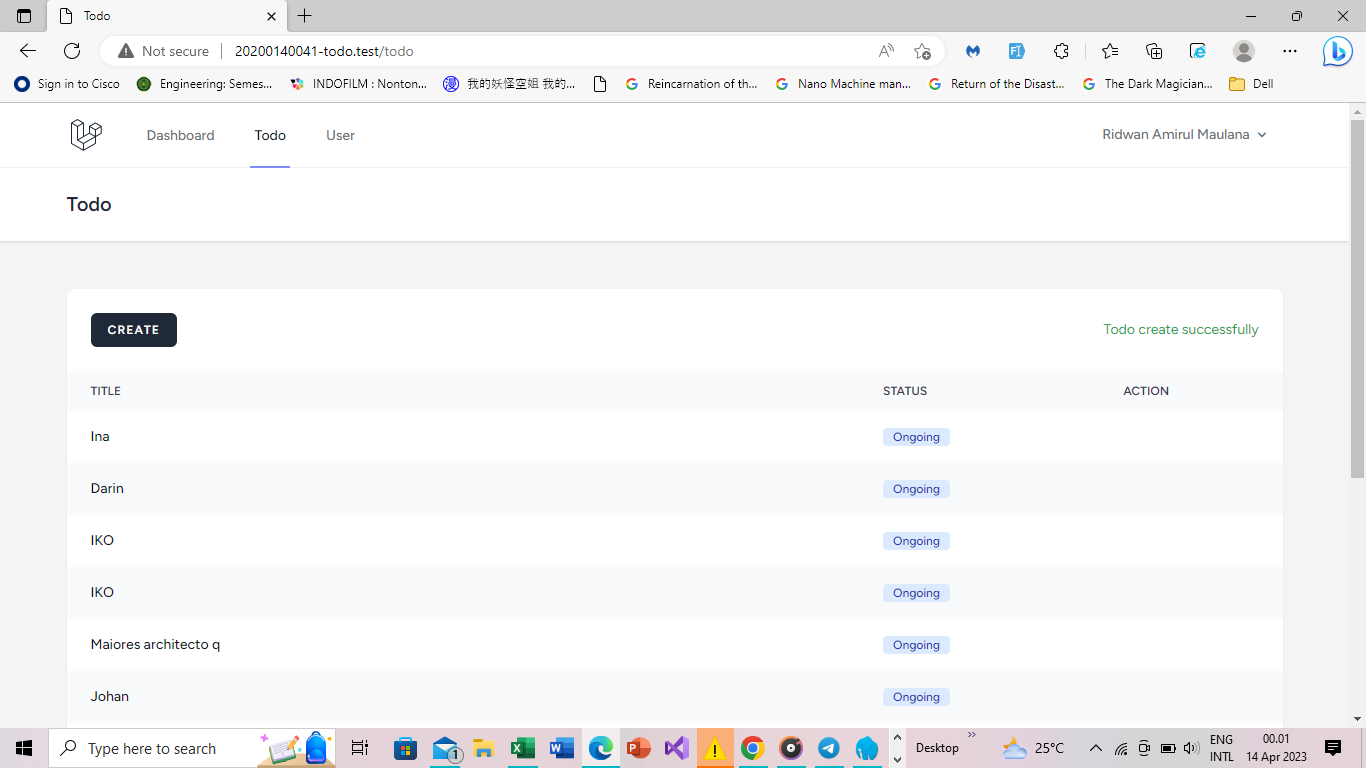 Todo
Not secure 20200140041-todo.test/todo
Sign in to Cisco Engineering: Semes... INDOFILM : Nonton... 我的妖怪空姐 我的... Reincarnation of th... Nano Machine man... Return of the Disast... The Dark Magician... Dell
Dashboard Todo User Ridwan Amirul Maulana
Todo
CREATE Todo create successfully
TITLE STATUS ACTION
Ina Ongoing
Darin Ongoing
IKO Ongoing
IKO Ongoing
Maiores architecto q Ongoing
Johan Ongoing
Type here to search 1 Desktop 25°C ENG INTL 00.01 14 Apr 2023